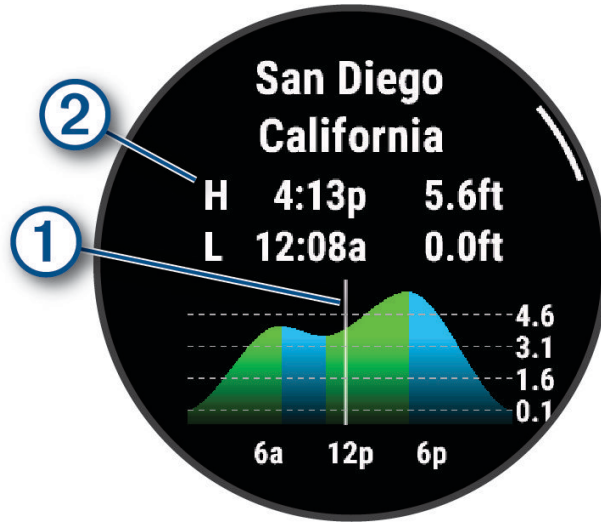 San Diego
California
2
H 4:13p 5.6ft
1
L 12:08a 0.0ft
4.6
3.1
1.6
0.1
6a 12p 6p